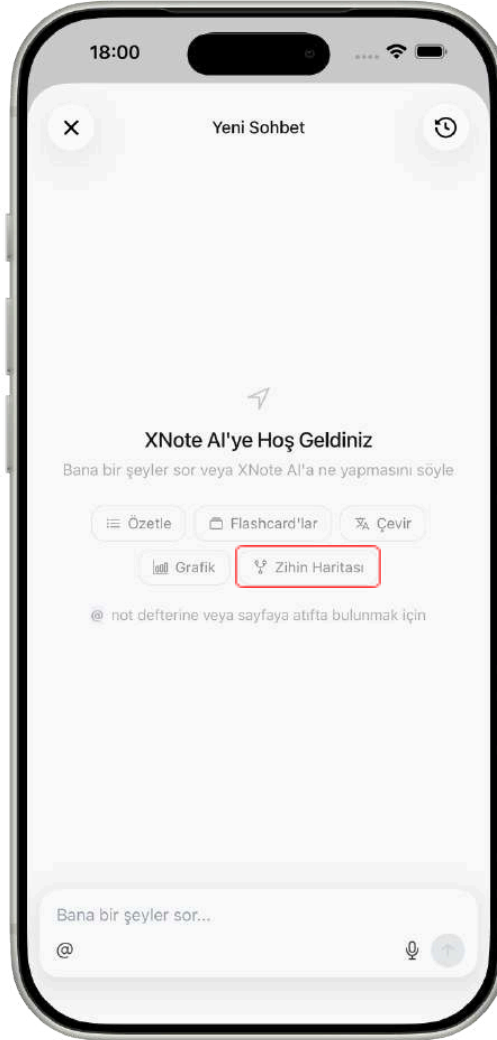 18:00
Yeni Sohbet
XNote AI'ye Hoş Geldiniz
Bana bir şeyler sor veya XNote AI'a ne yapmasını söyle
Özetle Flashcard'lar Çevir
Grafik Zihin Haritası
@ not defterine veya sayfaya atıfta bulunmak için
Bana bir şeyler sor...
@